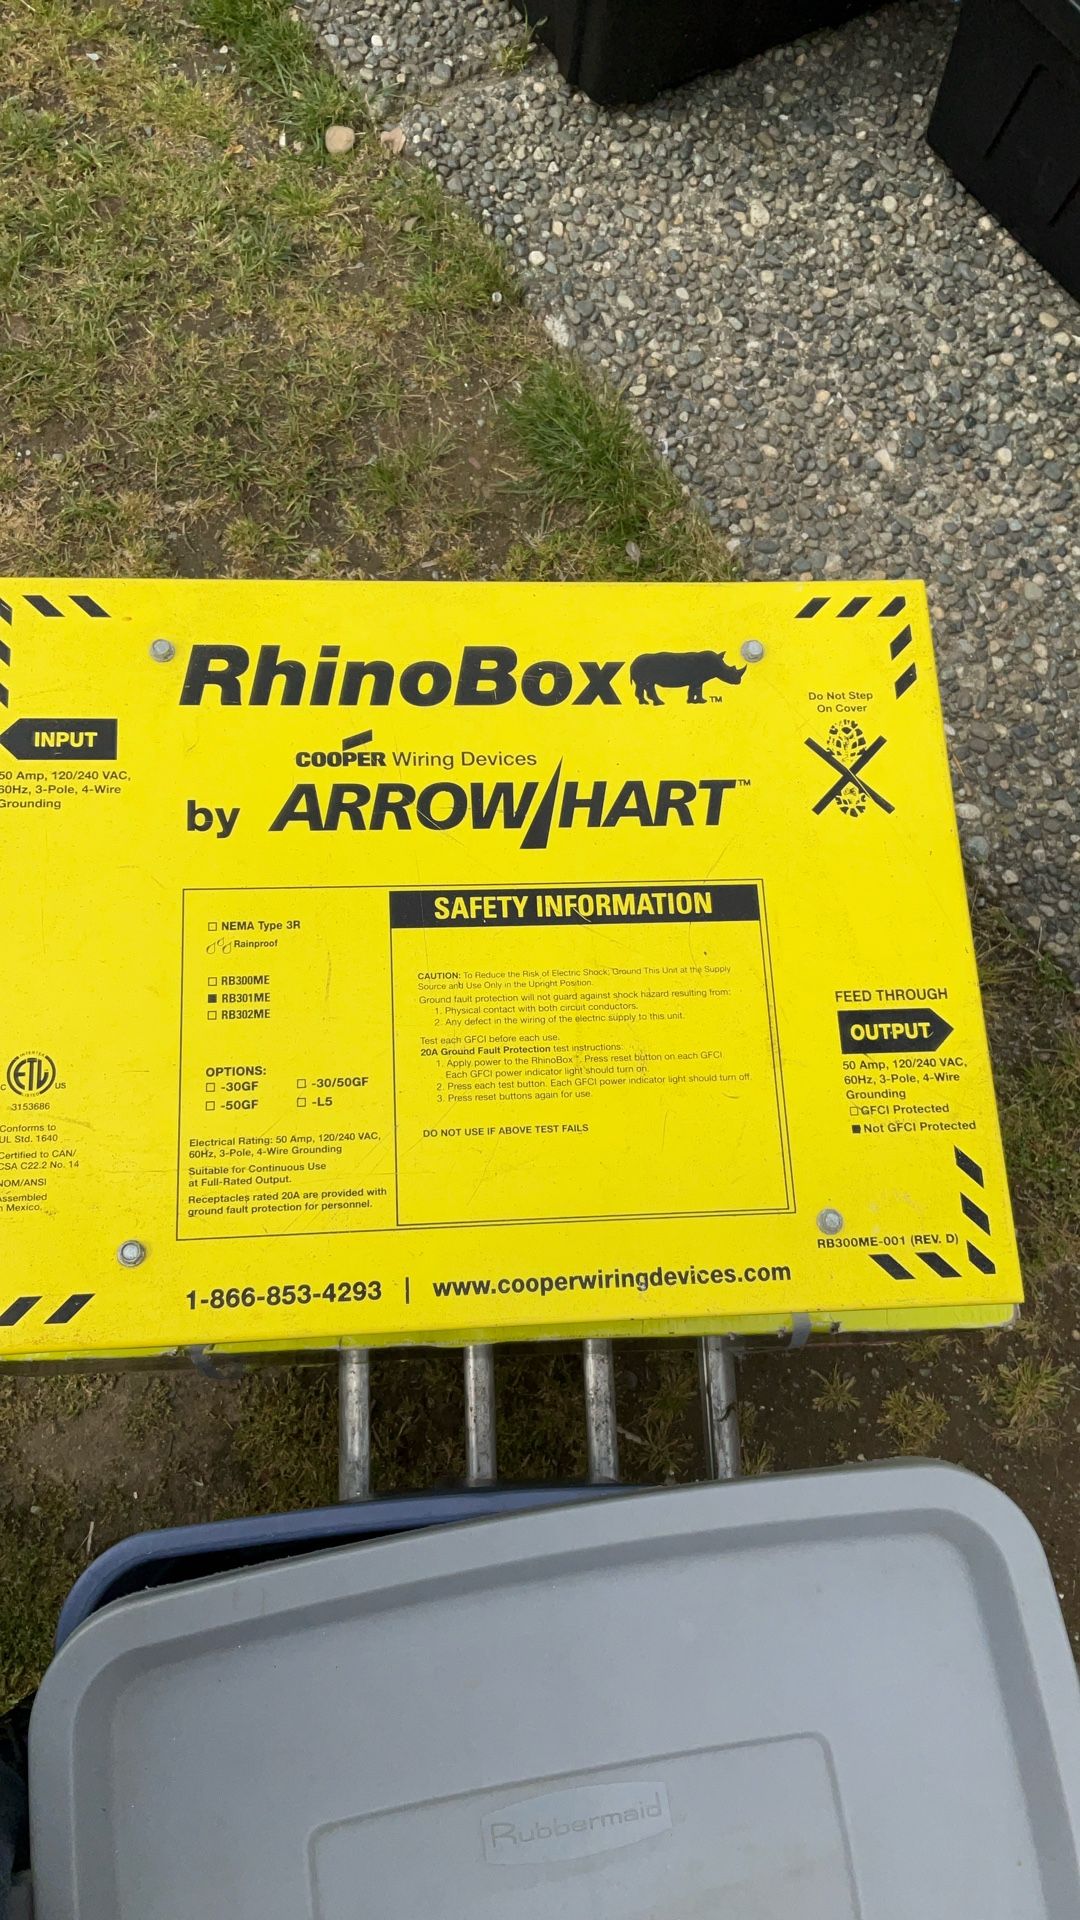 RhinoBox™
Do Not Step
On Cover
INPUT
50 Amp, 120/240 VAC,
60Hz, 3-Pole, 4-Wire
Grounding
COOPER Wiring Devices
by ARROW HART™
SAFETY INFORMATION
☐ NEMA Type 3R
Rainproof
☐ RB300ME
■ RB301ME
☐ RB302ME
OPTIONS:
☐ -30GF ☐ -30/50GF
☐ -50GF ☐ -L5
Electrical Rating: 50 Amp, 120/240 VAC,
60Hz, 3-Pole, 4-Wire Grounding
Suitable for Continuous Use
at Full-Rated Output.
Receptacles rated 20A are provided with
ground fault protection for personnel.
CAUTION: To Reduce the Risk of Electric Shock, Ground This Unit at the Supply
Source and Use Only in the Upright Position.
Ground fault protection will not guard against shock hazard resulting from:
1. Physical contact with both circuit conductors.
2. Any defect in the wiring of the electric supply to this unit.
Test each GFCI before each use.
20A Ground Fault Protection test instructions:
1. Apply power to the RhinoBox™. Press reset button on each GFCI.
Each GFCI power indicator light should turn on.
2. Press each test button. Each GFCI power indicator light should turn off.
3. Press reset buttons again for use.
DO NOT USE IF ABOVE TEST FAILS
FEED THROUGH
OUTPUT
50 Amp, 120/240 VAC,
60Hz, 3-Pole, 4-Wire
Grounding
☐ GFCI Protected
■ Not GFCI Protected
INTERTEK
C ETL US
LISTED
3153686
Conforms to
UL Std. 1640
Certified to CAN/
CSA C22.2 No. 14
NOM/ANSI
Assembled
in Mexico.
RB300ME-001 (REV. D)
1-866-853-4293 | www.cooperwiringdevices.com
Rubbermaid